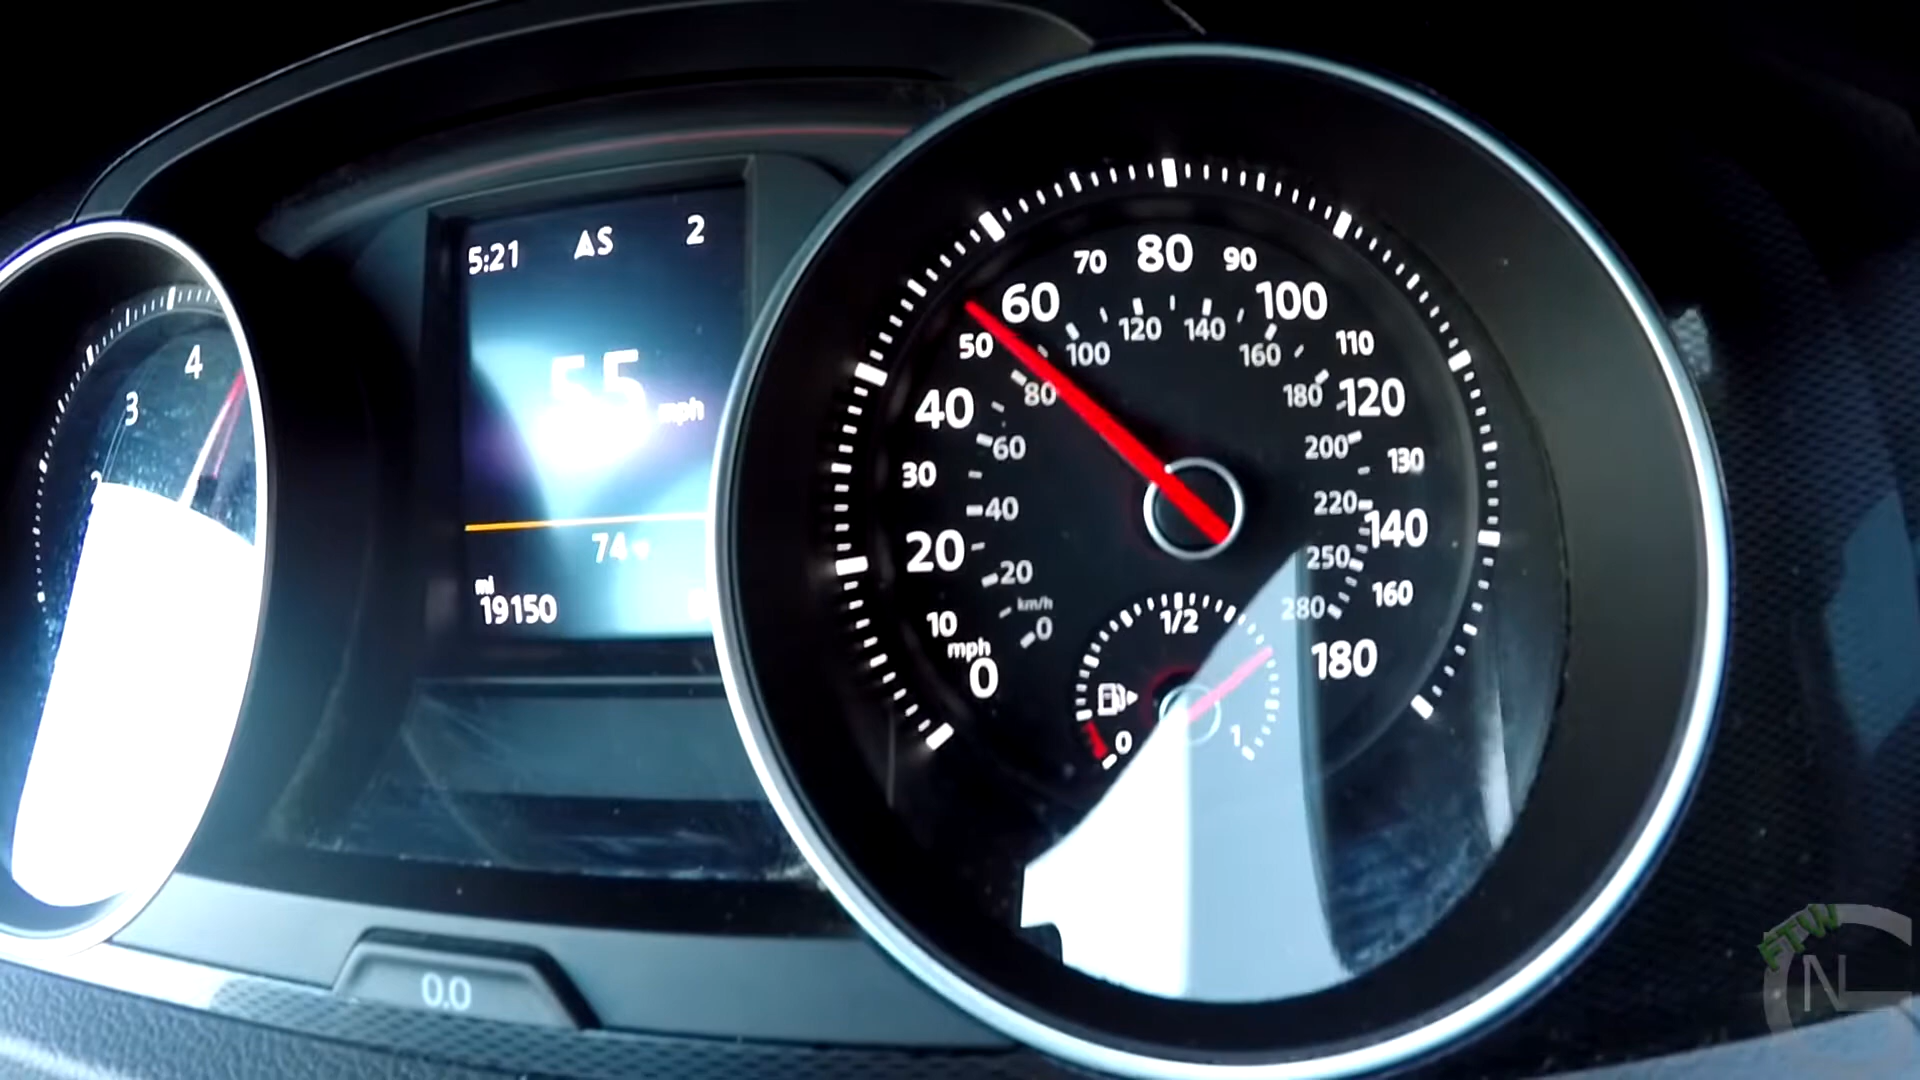 5:21 AS 2
55 mph
74
mi
19150
4
3
2
0.0
70 80 90
60 100
50 110
40 120
30 130
20 140
10 160
mph
0 180
120 140
100 160
80 180
60 200
40 220
20 250
km/h
0 280
1/2
0 1
FTW
N